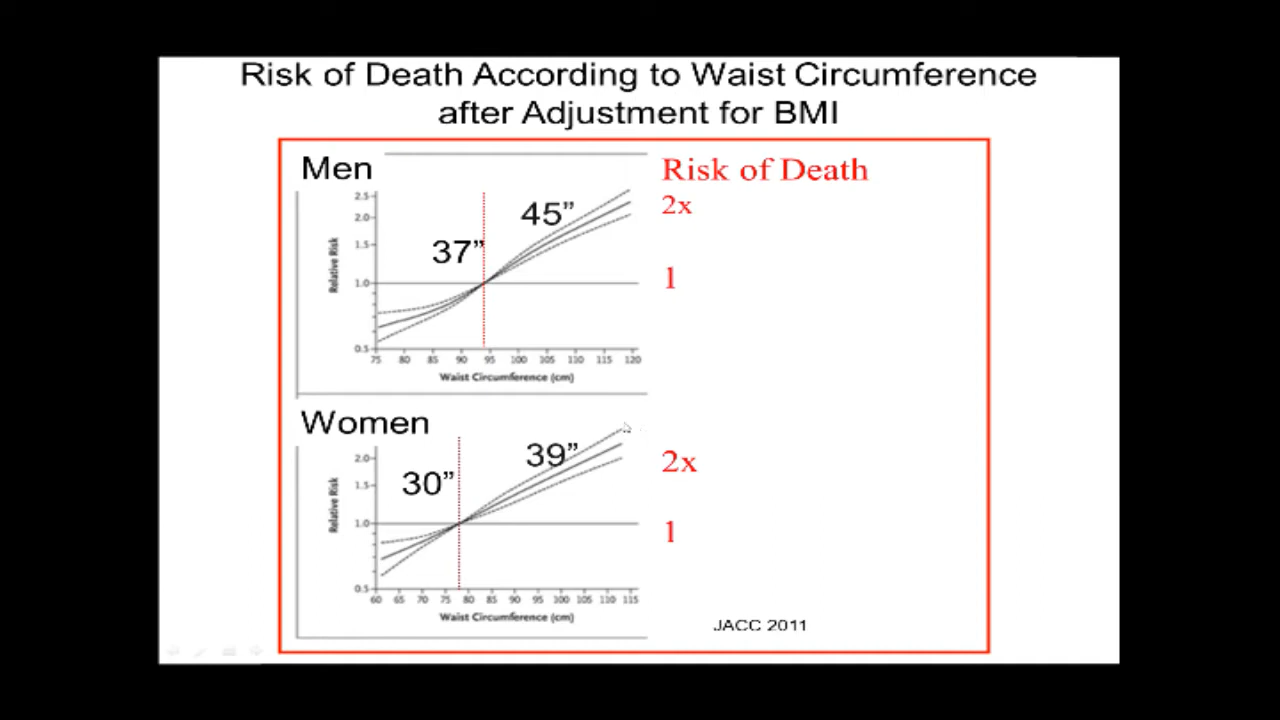 Risk of Death According to Waist Circumference
after Adjustment for BMI
Men
Risk of Death
2x
1
45”
37”
Relative Risk
2.5
2.0
1.5
1.0
0.5
75 80 85 90 95 100 105 110 115 120
Waist Circumference (cm)
Women
2x
1
39”
30”
Relative Risk
2.0
1.5
1.0
0.5
60 65 70 75 80 85 90 95 100 105 110 115
Waist Circumference (cm)
JACC 2011